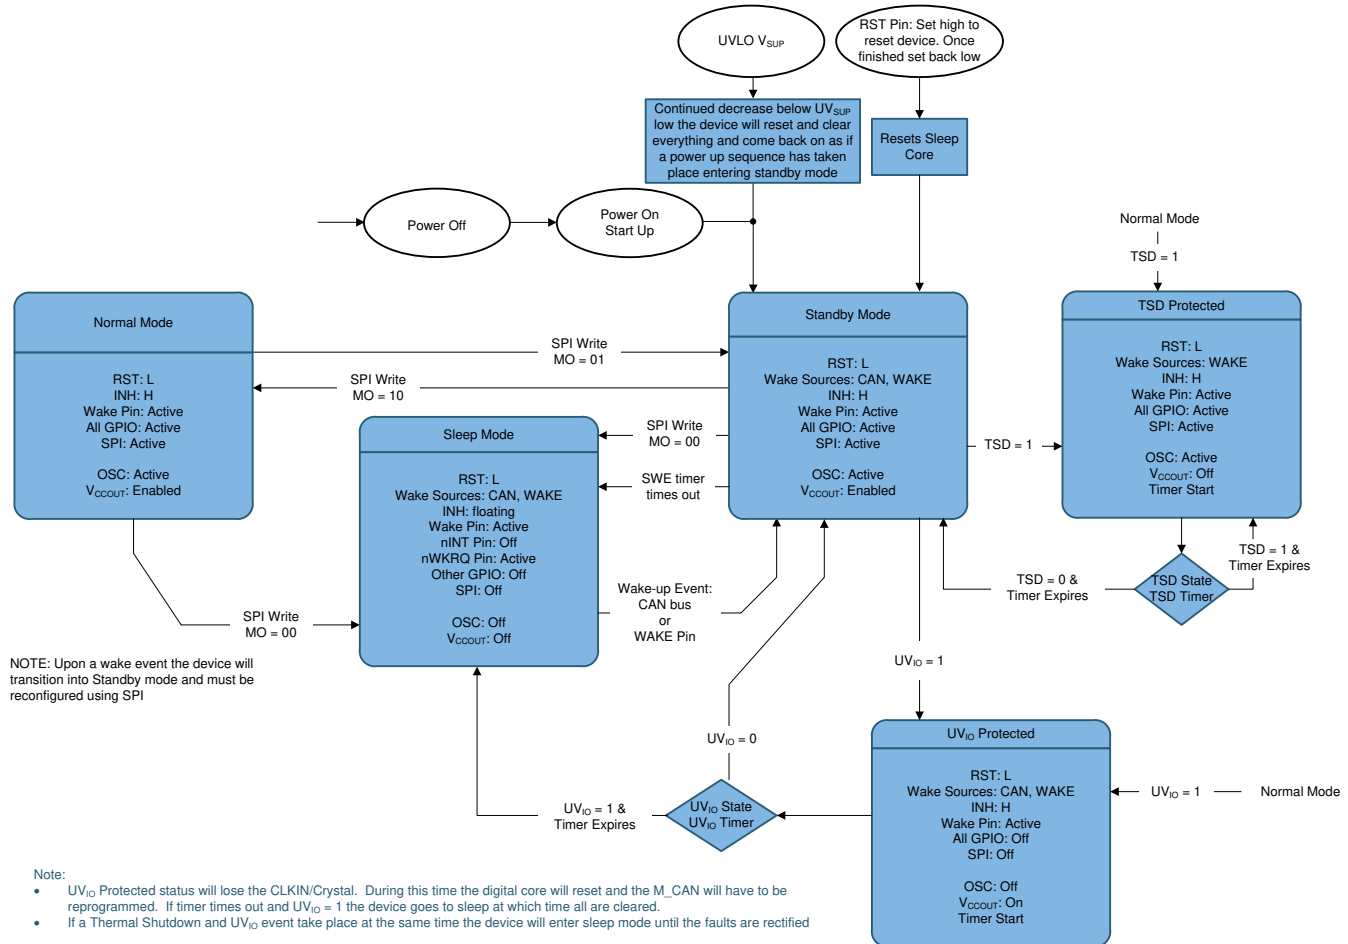 UVLO VSUP
RST Pin: Set high to
reset device. Once
finished set back low
Continued decrease below UVSUP
low the device will reset and clear
everything and come back on as if
a power up sequence has taken
place entering standby mode
Resets Sleep
Core
Power Off
Power On
Start Up
Normal Mode
TSD = 1
Normal Mode
RST: L
INH: H
Wake Pin: Active
All GPIO: Active
SPI: Active
OSC: Active
VCCOUT: Enabled
SPI Write
MO = 01
SPI Write
MO = 10
Standby Mode
RST: L
Wake Sources: CAN, WAKE
INH: H
Wake Pin: Active
All GPIO: Active
SPI: Active
OSC: Active
VCCOUT: Enabled
TSD = 1
TSD Protected
RST: L
Wake Sources: WAKE
INH: H
Wake Pin: Active
All GPIO: Active
SPI: Active
OSC: Active
VCCOUT: Off
Timer Start
Sleep Mode
RST: L
Wake Sources: CAN, WAKE
INH: floating
Wake Pin: Active
nINT Pin: Off
nWKRQ Pin: Active
Other GPIO: Off
SPI: Off
OSC: Off
VCCOUT: Off
SPI Write
MO = 00
SWE timer
times out
Wake-up Event:
CAN bus
or
WAKE Pin
TSD = 0 &
Timer Expires
TSD State
TSD Timer
TSD = 1 &
Timer Expires
SPI Write
MO = 00
NOTE: Upon a wake event the device will
transition into Standby mode and must be
reconfigured using SPI
UVIO = 1
UVIO = 0
UVIO Protected
RST: L
Wake Sources: CAN, WAKE
INH: H
Wake Pin: Active
All GPIO: Off
SPI: Off
OSC: Off
VCCOUT: On
Timer Start
UVIO = 1
Normal Mode
UVIO State
UVIO Timer
UVIO = 1 &
Timer Expires
Note:
• UVIO Protected status will lose the CLKIN/Crystal. During this time the digital core will reset and the M_CAN will have to be
reprogrammed. If timer times out and UVIO = 1 the device goes to sleep at which time all are cleared.
• If a Thermal Shutdown and UVIO event take place at the same time the device will enter sleep mode until the faults are rectified